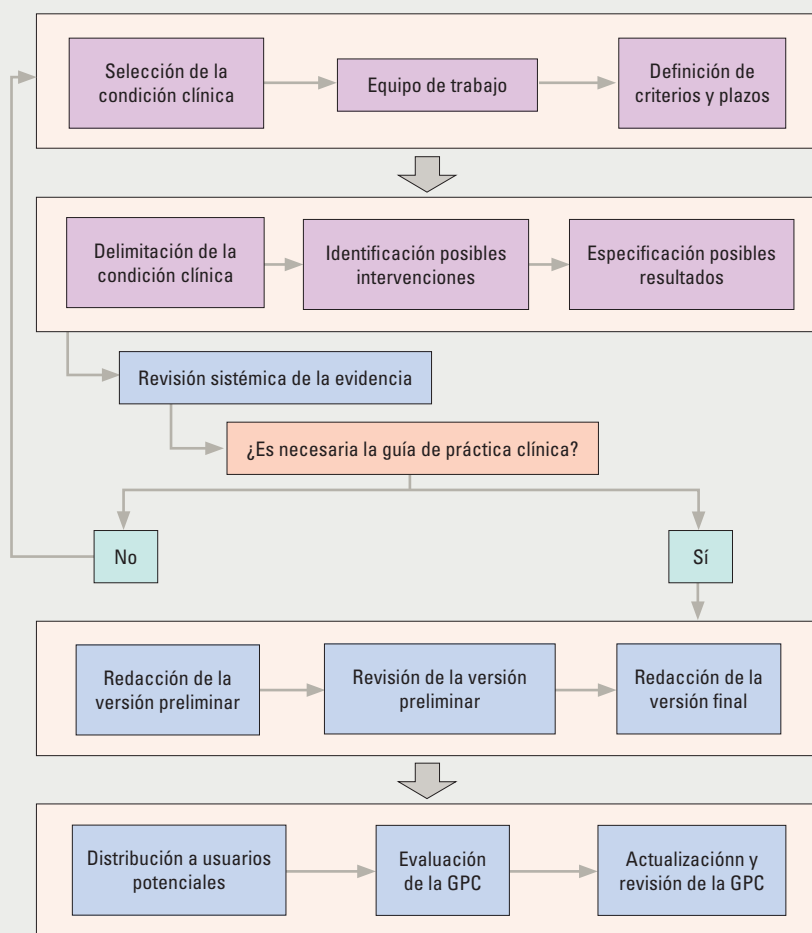 Selección de la
condición clínica
Equipo de trabajo
Definición de
criterios y plazos
Delimitación de la
condición clínica
Identificación posibles
intervenciones
Especificación posibles
resultados
Revisión sistémica de la evidencia
¿Es necesaria la guía de práctica clínica?
No
Sí
Redacción de la
versión preliminar
Revisión de la versión
preliminar
Redacción de la
versión final
Distribución a usuarios
potenciales
Evaluación
de la GPC
Actualizaciónn y
revisión de la GPC